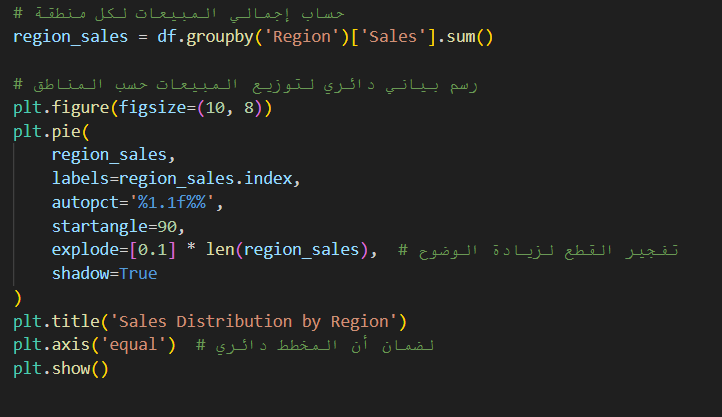 # حساب إجمالي المبيعات لكل منطقة
region_sales = df.groupby('Region')['Sales'].sum()
# رسم بياني دائري لتوزيع المبيعات حسب المناطق
plt.figure(figsize=(10, 8))
plt.pie(
    region_sales,
    labels=region_sales.index,
    autopct='%1.1f%%',
    startangle=90,
    explode=[0.1] * len(region_sales),  # تفجير القطع لزيادة الوضوح
    shadow=True
)
plt.title('Sales Distribution by Region')
plt.axis('equal')  # لضمان أن المخطط دائري
plt.show()